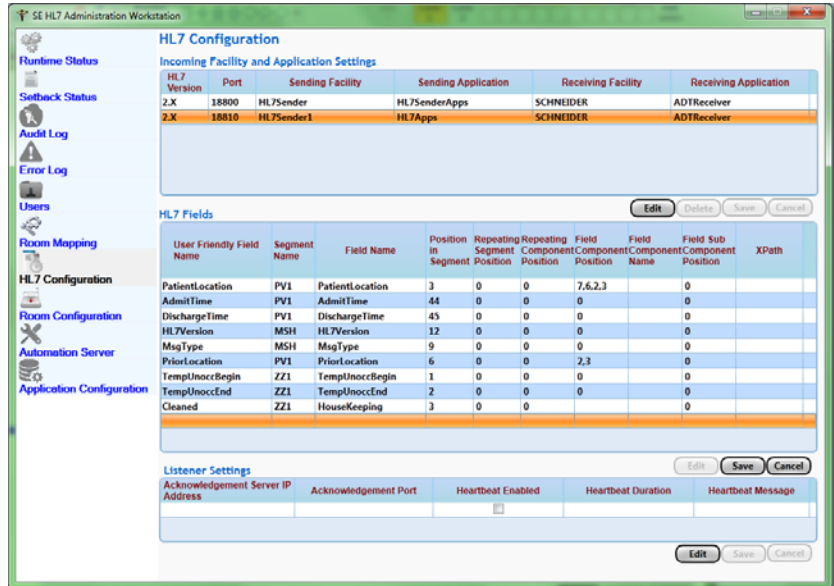 SE HL7 Administration Workstation
Runtime Status
Setback Status
Audit Log
Error Log
Users
Room Mapping
HL7 Configuration
Room Configuration
Automation Server
Application Configuration
HL7 Configuration
Incoming Facility and Application Settings
HL7 Version Port Sending Facility Sending Application Receiving Facility Receiving Application
2.X 18800 HL7Sender HL7SenderApps SCHNEIDER ADTReceiver
2.X 18810 HL7Sender1 HL7Apps SCHNEIDER ADTReceiver
Edit Delete Save Cancel
HL7 Fields
User Friendly Field Name Segment Name Field Name Position in Segment Repeating Segment Position Repeating Component Position Field Component Position Field Component Name Field Sub Component Position XPath
PatientLocation PV1 PatientLocation 3 0 0 7,6,2,3 0
AdmitTime PV1 AdmitTime 44 0 0 0 0
DischargeTime PV1 DischargeTime 45 0 0 0 0
HL7Version MSH HL7Version 12 0 0 0 0
MsgType MSH MsgType 9 0 0 0 0
PriorLocation PV1 PriorLocation 6 0 0 2,3 0
TempUnoccBegin ZZ1 TempUnoccBegin 1 0 0 0 0
TempUnoccEnd ZZ1 TempUnoccEnd 2 0 0 0 0
Cleaned ZZ1 HouseKeeping 3 0 0 0
Edit Save Cancel
Listener Settings
Acknowledgement Server IP Address Acknowledgement Port Heartbeat Enabled Heartbeat Duration Heartbeat Message
Edit Save Cancel